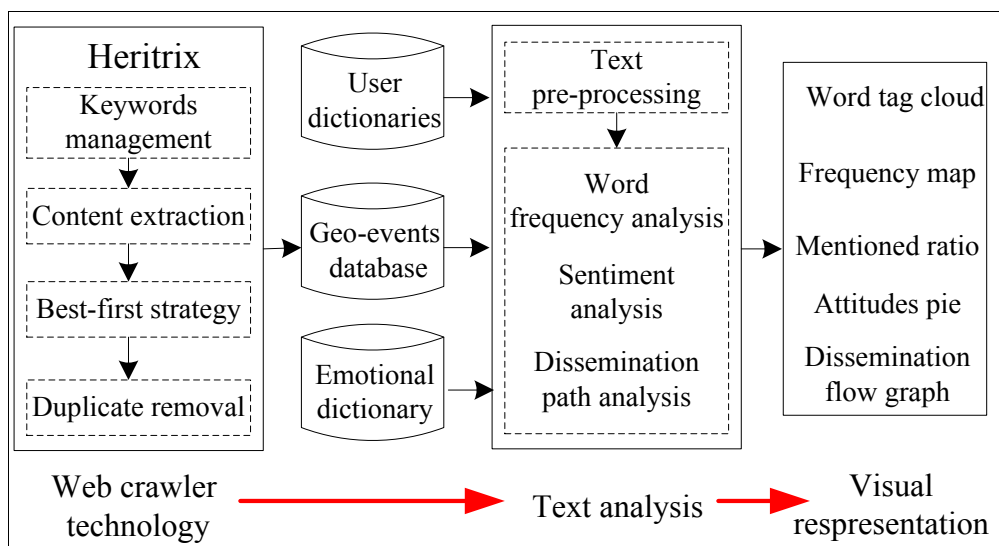 Heritrix
Keywords
management
Content extraction
Best-first strategy
Duplicate removal
User
dictionaries
Geo-events
database
Emotional
dictionary
Text
pre-processing
Word
frequency analysis
Sentiment
analysis
Dissemination
path analysis
Word tag cloud
Frequency map
Mentioned ratio
Attitudes pie
Dissemination
flow graph
Web crawler
technology
Text analysis
Visual
respresentation